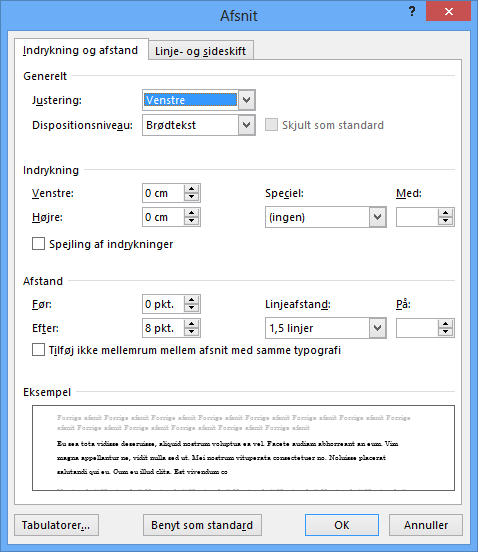 Afsnit
? ×
Indrykning og afstand Linje- og sideskift
Generelt
Justering: Venstre
Dispositionsniveau: Brødtekst Skjult som standard
Indrykning
Venstre: 0 cm Speciel: Med:
Højre: 0 cm (ingen)
Spejling af indrykninger
Afstand
Før: 0 pkt. Linjeafstand: På:
Efter: 8 pkt. 1,5 linjer
Tilføj ikke mellemrum mellem afsnit med samme typografi
Eksempel
Forrige afsnit Forrige afsnit Forrige afsnit Forrige afsnit Forrige afsnit Forrige afsnit Forrige
afsnit Forrige afsnit Forrige afsnit Forrige afsnit Forrige afsnit Forrige afsnit
Eu sea tota vidisse deseruisse, aliquid nostrum voluptua ea vel. Facete audiam abhorreant an eum. Vim
magna appellantur ne, vidit nulla sed ut. Mei nostrum vituperata consectetuer no. Noluisse placerat
salutandi qui eu. Cum eu illud clita. Est vivendum co
Tabulatorer... Benyt som standard OK Annuller